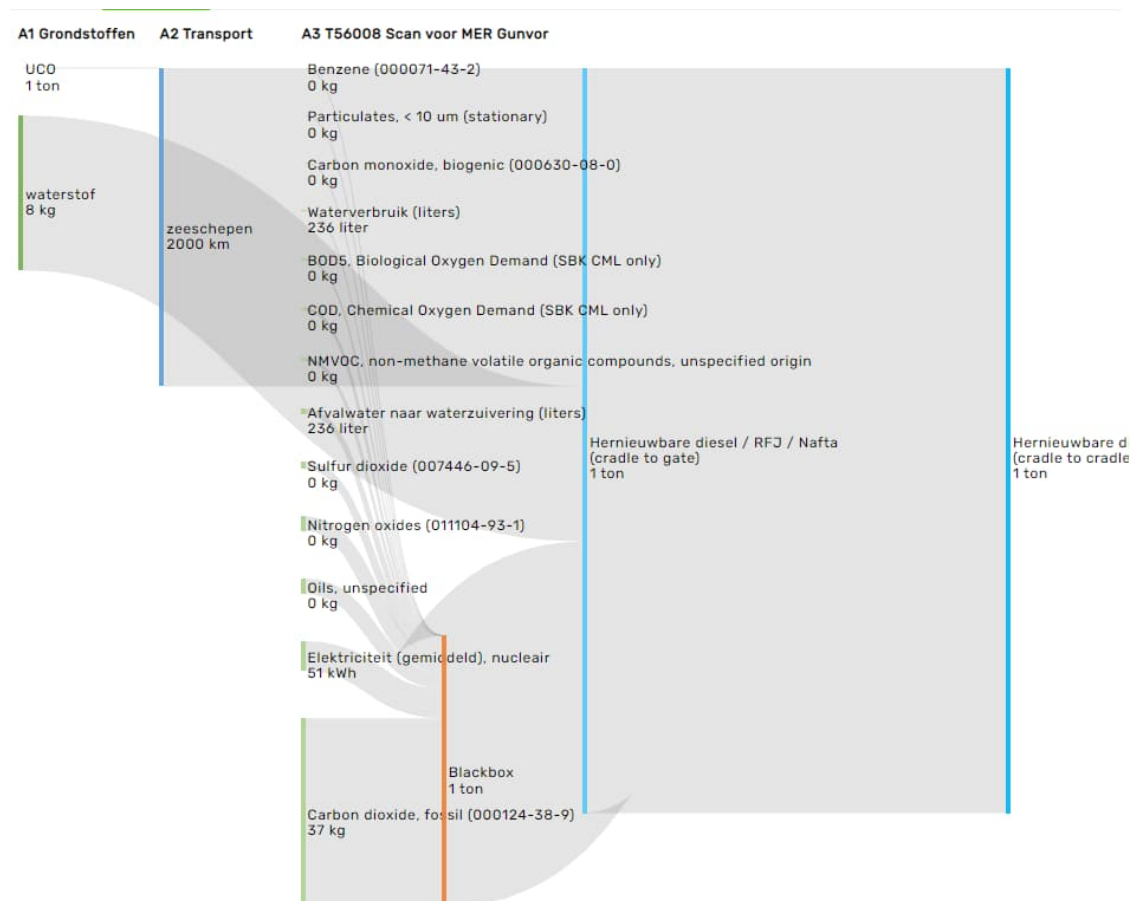 A1 Grondstoffen
A2 Transport
A3 T56008 Scan voor MER Gunvor
UCO
1 ton
waterstof
8 kg
zeeschepen
2000 km
Benzene (000071-43-2)
0 kg
Particulates, < 10 um (stationary)
0 kg
Carbon monoxide, biogenic (000630-08-0)
0 kg
Waterverbruik (liters)
236 liter
BOD5, Biological Oxygen Demand (SBK CML only)
0 kg
COD, Chemical Oxygen Demand (SBK CML only)
0 kg
NMVOC, non-methane volatile organic compounds, unspecified origin
0 kg
Afvalwater naar waterzuivering (liters)
236 liter
Sulfur dioxide (007446-09-5)
0 kg
Nitrogen oxides (011104-93-1)
0 kg
Oils, unspecified
0 kg
Elektriciteit (gemiddeld), nucleair
51 kWh
Carbon dioxide, fossil (000124-38-9)
37 kg
Blackbox
1 ton
Hernieuwbare diesel / RFJ / Nafta
(cradle to gate)
1 ton
Hernieuwbare di
(cradle to cradle
1 ton